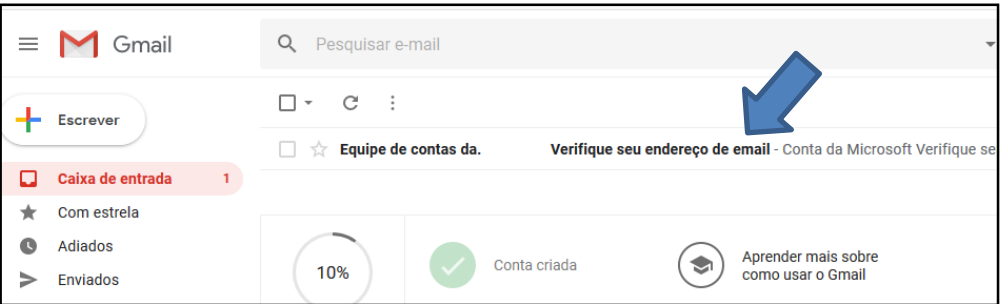 Gmail
Pesquisar e-mail
Escrever
Equipe de contas da. Verifique seu endereço de email - Conta da Microsoft Verifique se
Caixa de entrada 1
Com estrela
Adiados
Enviados
10%
Conta criada
Aprender mais sobre
como usar o Gmail